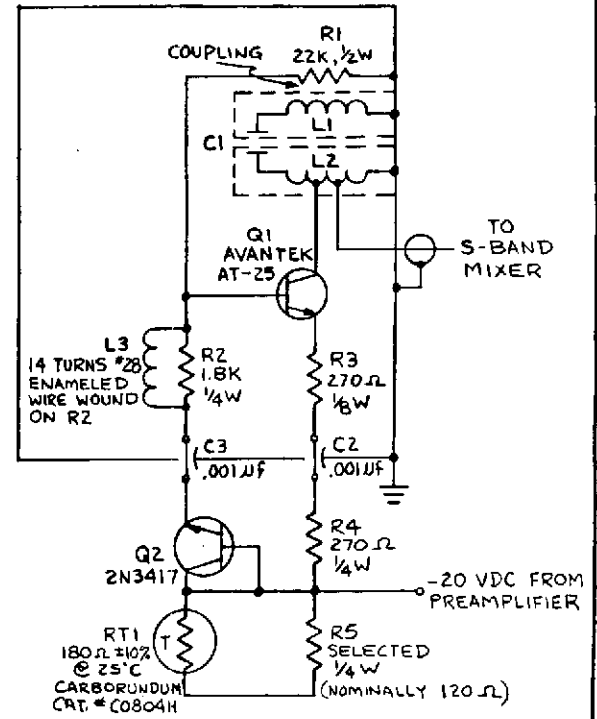 R1
22K, ½W
COUPLING
L1
C1
L2
Q1
AVANTEK
AT-25
TO
S-BAND
MIXER
L3
14 TURNS #28
ENAMELED
WIRE WOUND
ON R2
R2
1.8K
¼W
R3
270Ω
⅛W
C3
.001µf
C2
.001µf
Q2
2N3417
R4
270Ω
¼W
-20 VDC FROM
PREAMPLIFIER
RT1
180Ω ±10%
@ 25°C
CARBORUNDUM
CAT. # C0804H
T
R5
SELECTED
¼W
(NOMINALLY 120Ω)